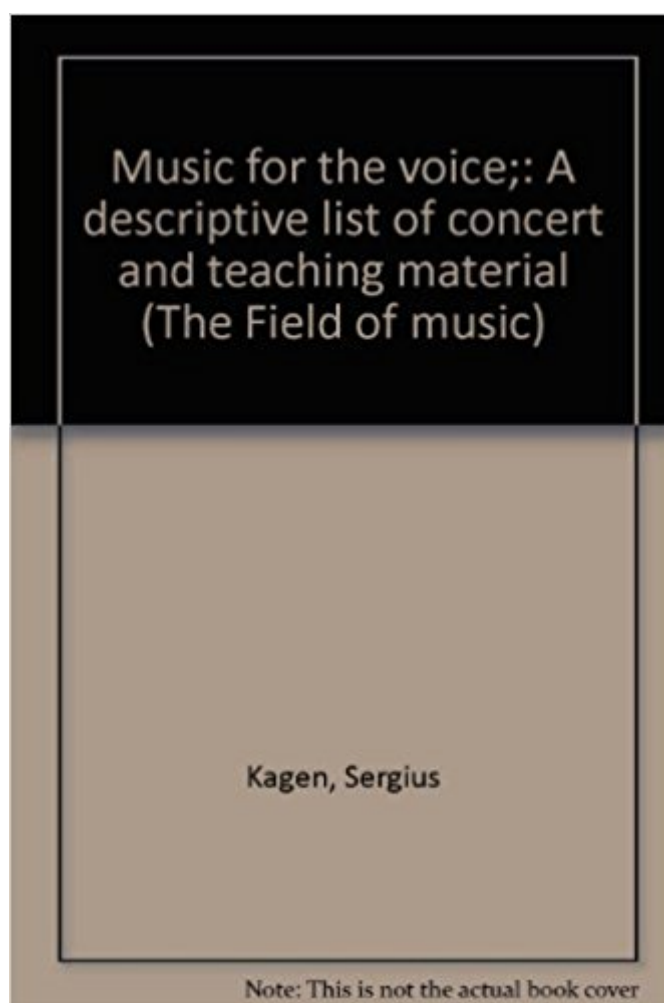 Music for the voice;: A
descriptive list of concert
and teaching material
(The Field of music)
Kagen, Sergius
Note: This is not the actual book cover